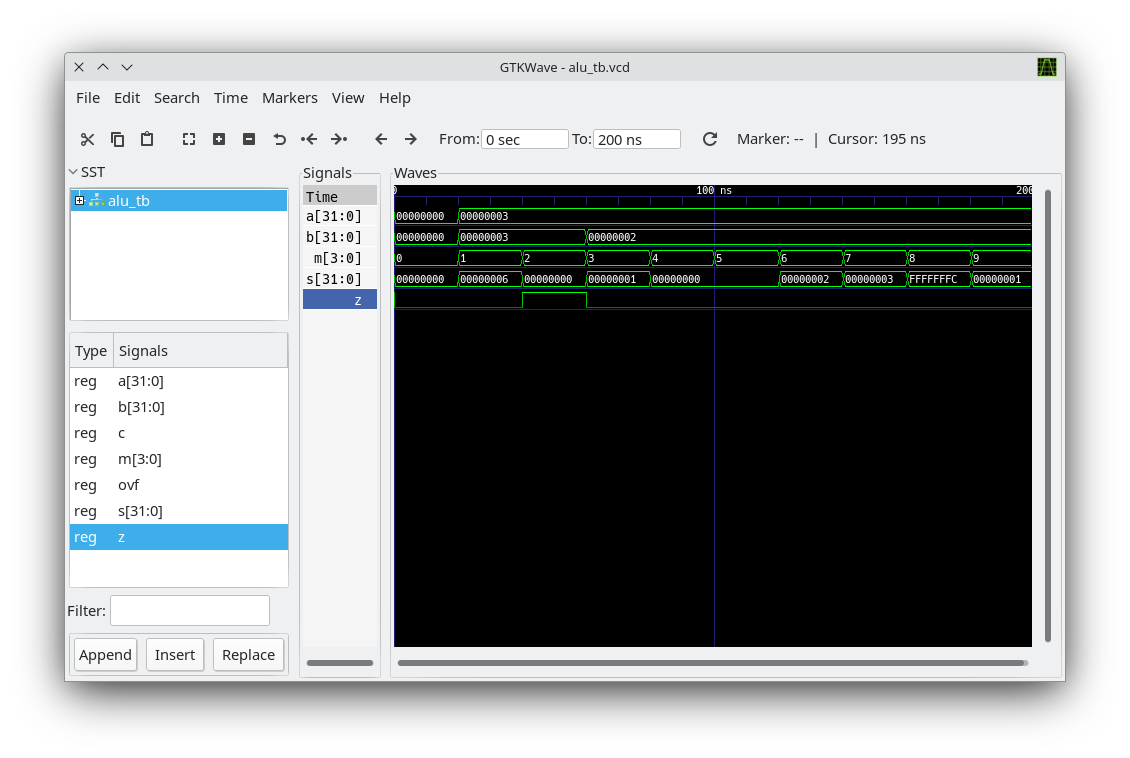 GTKWave - alu_tb.vcd
File Edit Search Time Markers View Help
From: 0 sec To: 200 ns Marker: -- | Cursor: 195 ns
SST
alu_tb
Type Signals
reg a[31:0]
reg b[31:0]
reg c
reg m[3:0]
reg ovf
reg s[31:0]
reg z
Filter:
Append Insert Replace
Signals
Time
a[31:0]
b[31:0]
m[3:0]
s[31:0]
z
Waves
0 100 ns 200
00000000 00000003
00000000 00000003 00000002
0 1 2 3 4 5 6 7 8 9
00000000 00000006 00000000 00000001 00000000 00000002 00000003 FFFFFFFC 00000001